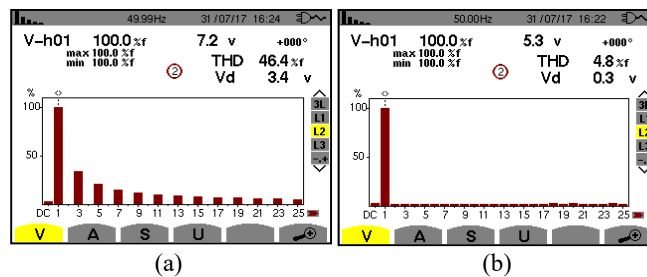 49.99Hz 31/07/17 16:24
V-h01 100.0 %f 7.2 v +000°
max 100.0 %f
min 100.0 %f
2
THD 46.4 %f
Vd 3.4 v
%
100
50
3L
L1
L2
L3
-.+
DC 1 3 5 7 9 11 13 15 17 19 21 23 25
V A S U
(a)
50.00Hz 31/07/17 16:22
V-h01 100.0 %f 5.3 v +000°
max 100.0 %f
min 100.0 %f
2
THD 4.8 %f
Vd 0.3 v
%
100
50
3L
L1
L2
L3
-.+
DC 1 3 5 7 9 11 13 15 17 19 21 23 25
V A S U
(b)